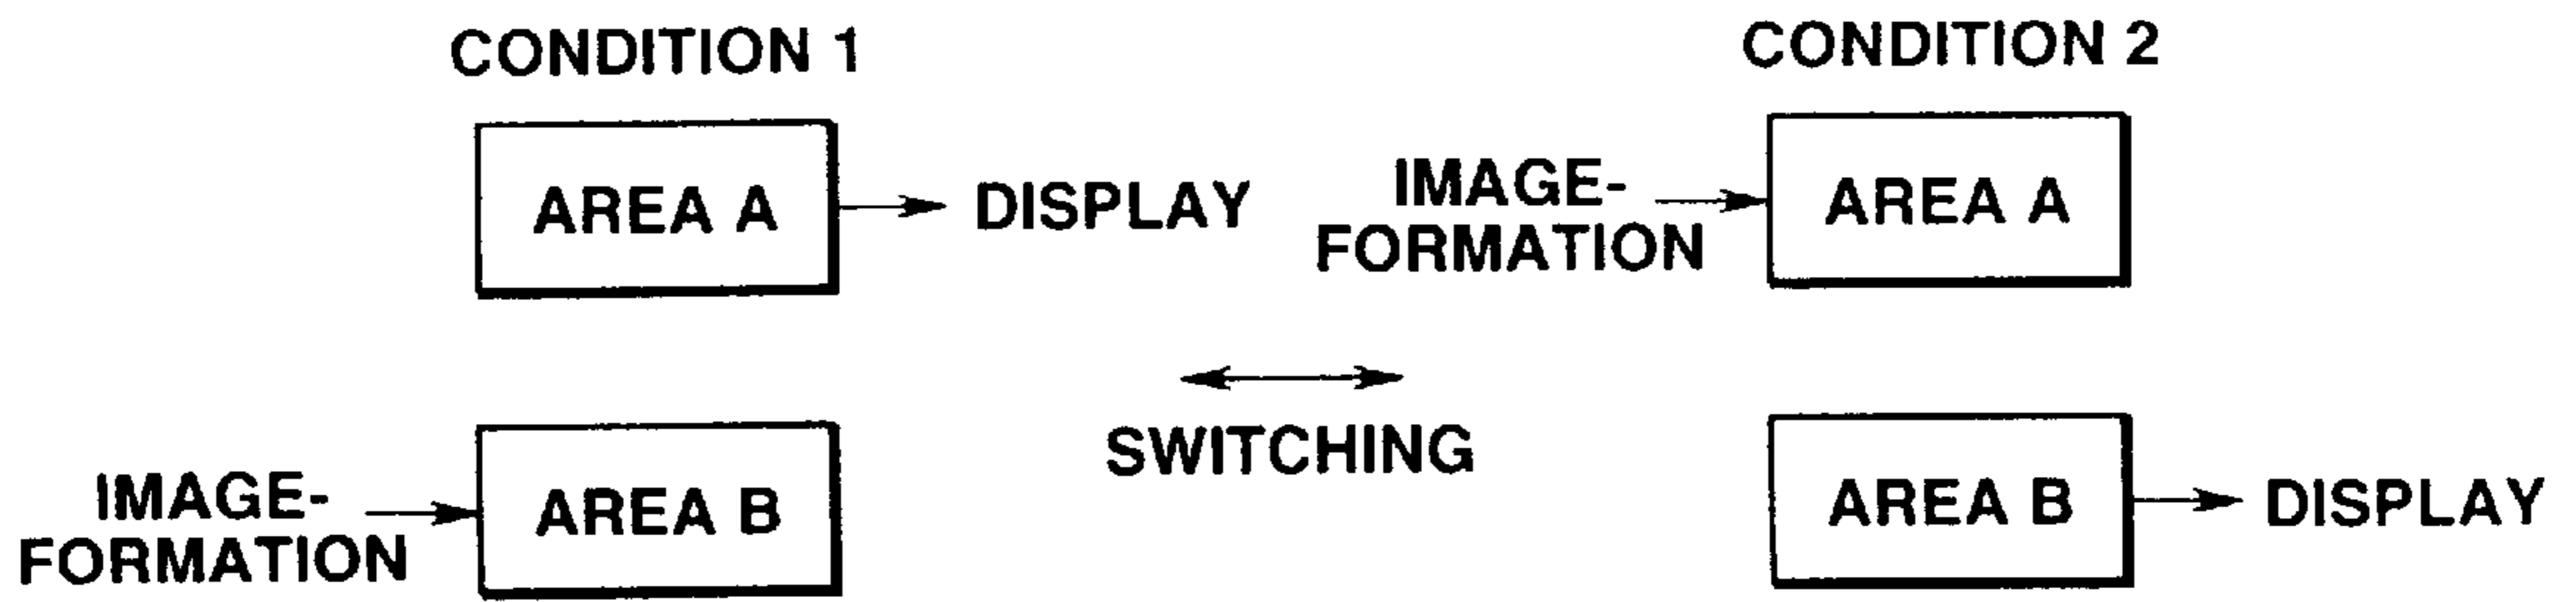 CONDITION 1
AREA A
DISPLAY
IMAGE-
FORMATION
AREA B
SWITCHING
CONDITION 2
IMAGE-
FORMATION
AREA A
AREA B
DISPLAY